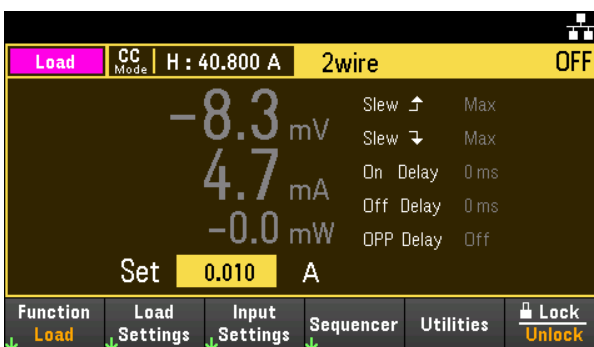 Load CC Mode H : 40.800 A 2wire OFF
−8.3 mV
4.7 mA
−0.0 mW
Slew Max
Slew Max
On Delay 0 ms
Off Delay 0 ms
OPP Delay Off
Set 0.010 A
Function Load
Load Settings
Input Settings
Sequencer
Utilities
Lock Unlock